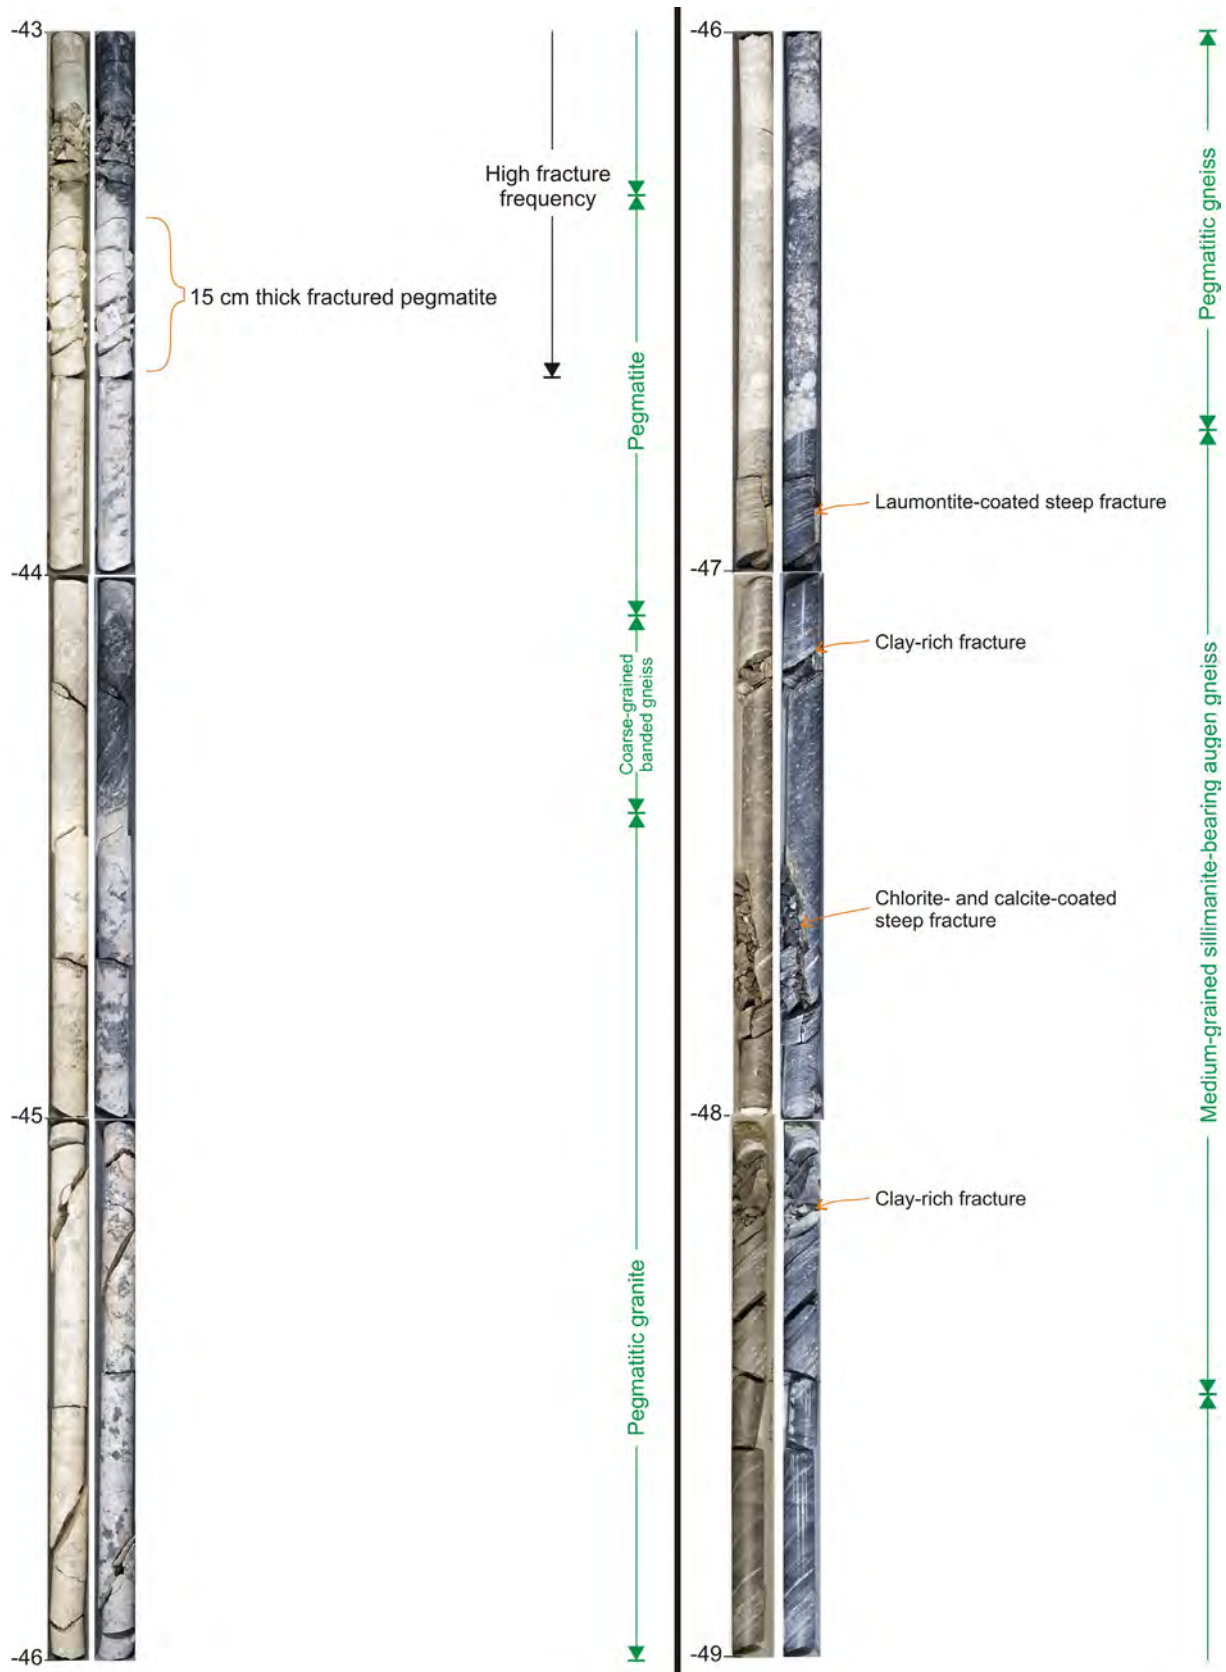 -43
High fracture
frequency
15 cm thick fractured pegmatite
Pegmatite
-44
Coarse-grained
banded gneiss
-45
Pegmatitic granite
-46
-46
Pegmatitic gneiss
Laumontite-coated steep fracture
-47
Clay-rich fracture
Chlorite- and calcite-coated
steep fracture
Medium-grained sillimanite-bearing augen gneiss
-48
Clay-rich fracture
-49